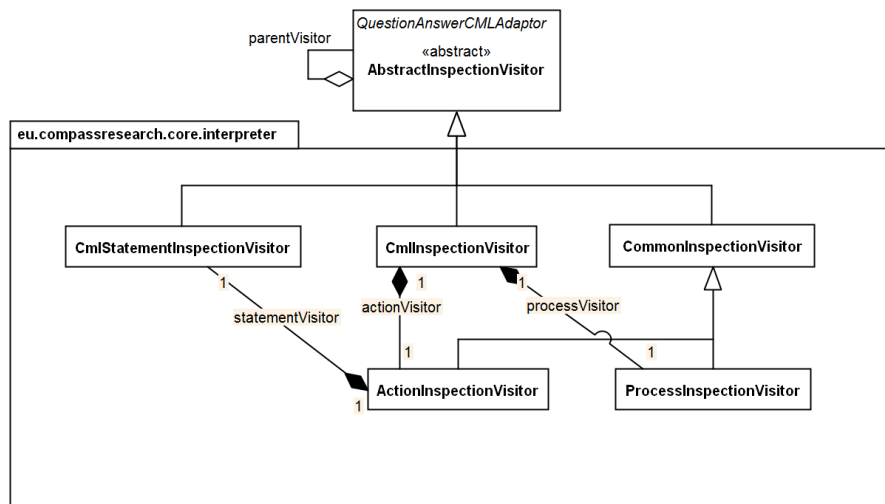 QuestionAnswerCMLAdaptor
parentVisitor
«abstract»
AbstractInspectionVisitor
eu.compassresearch.core.interpreter
CmlStatementInspectionVisitor
CmlInspectionVisitor
CommonInspectionVisitor
1
1
1
actionVisitor
processVisitor
statementVisitor
1
1
ActionInspectionVisitor
ProcessInspectionVisitor
1